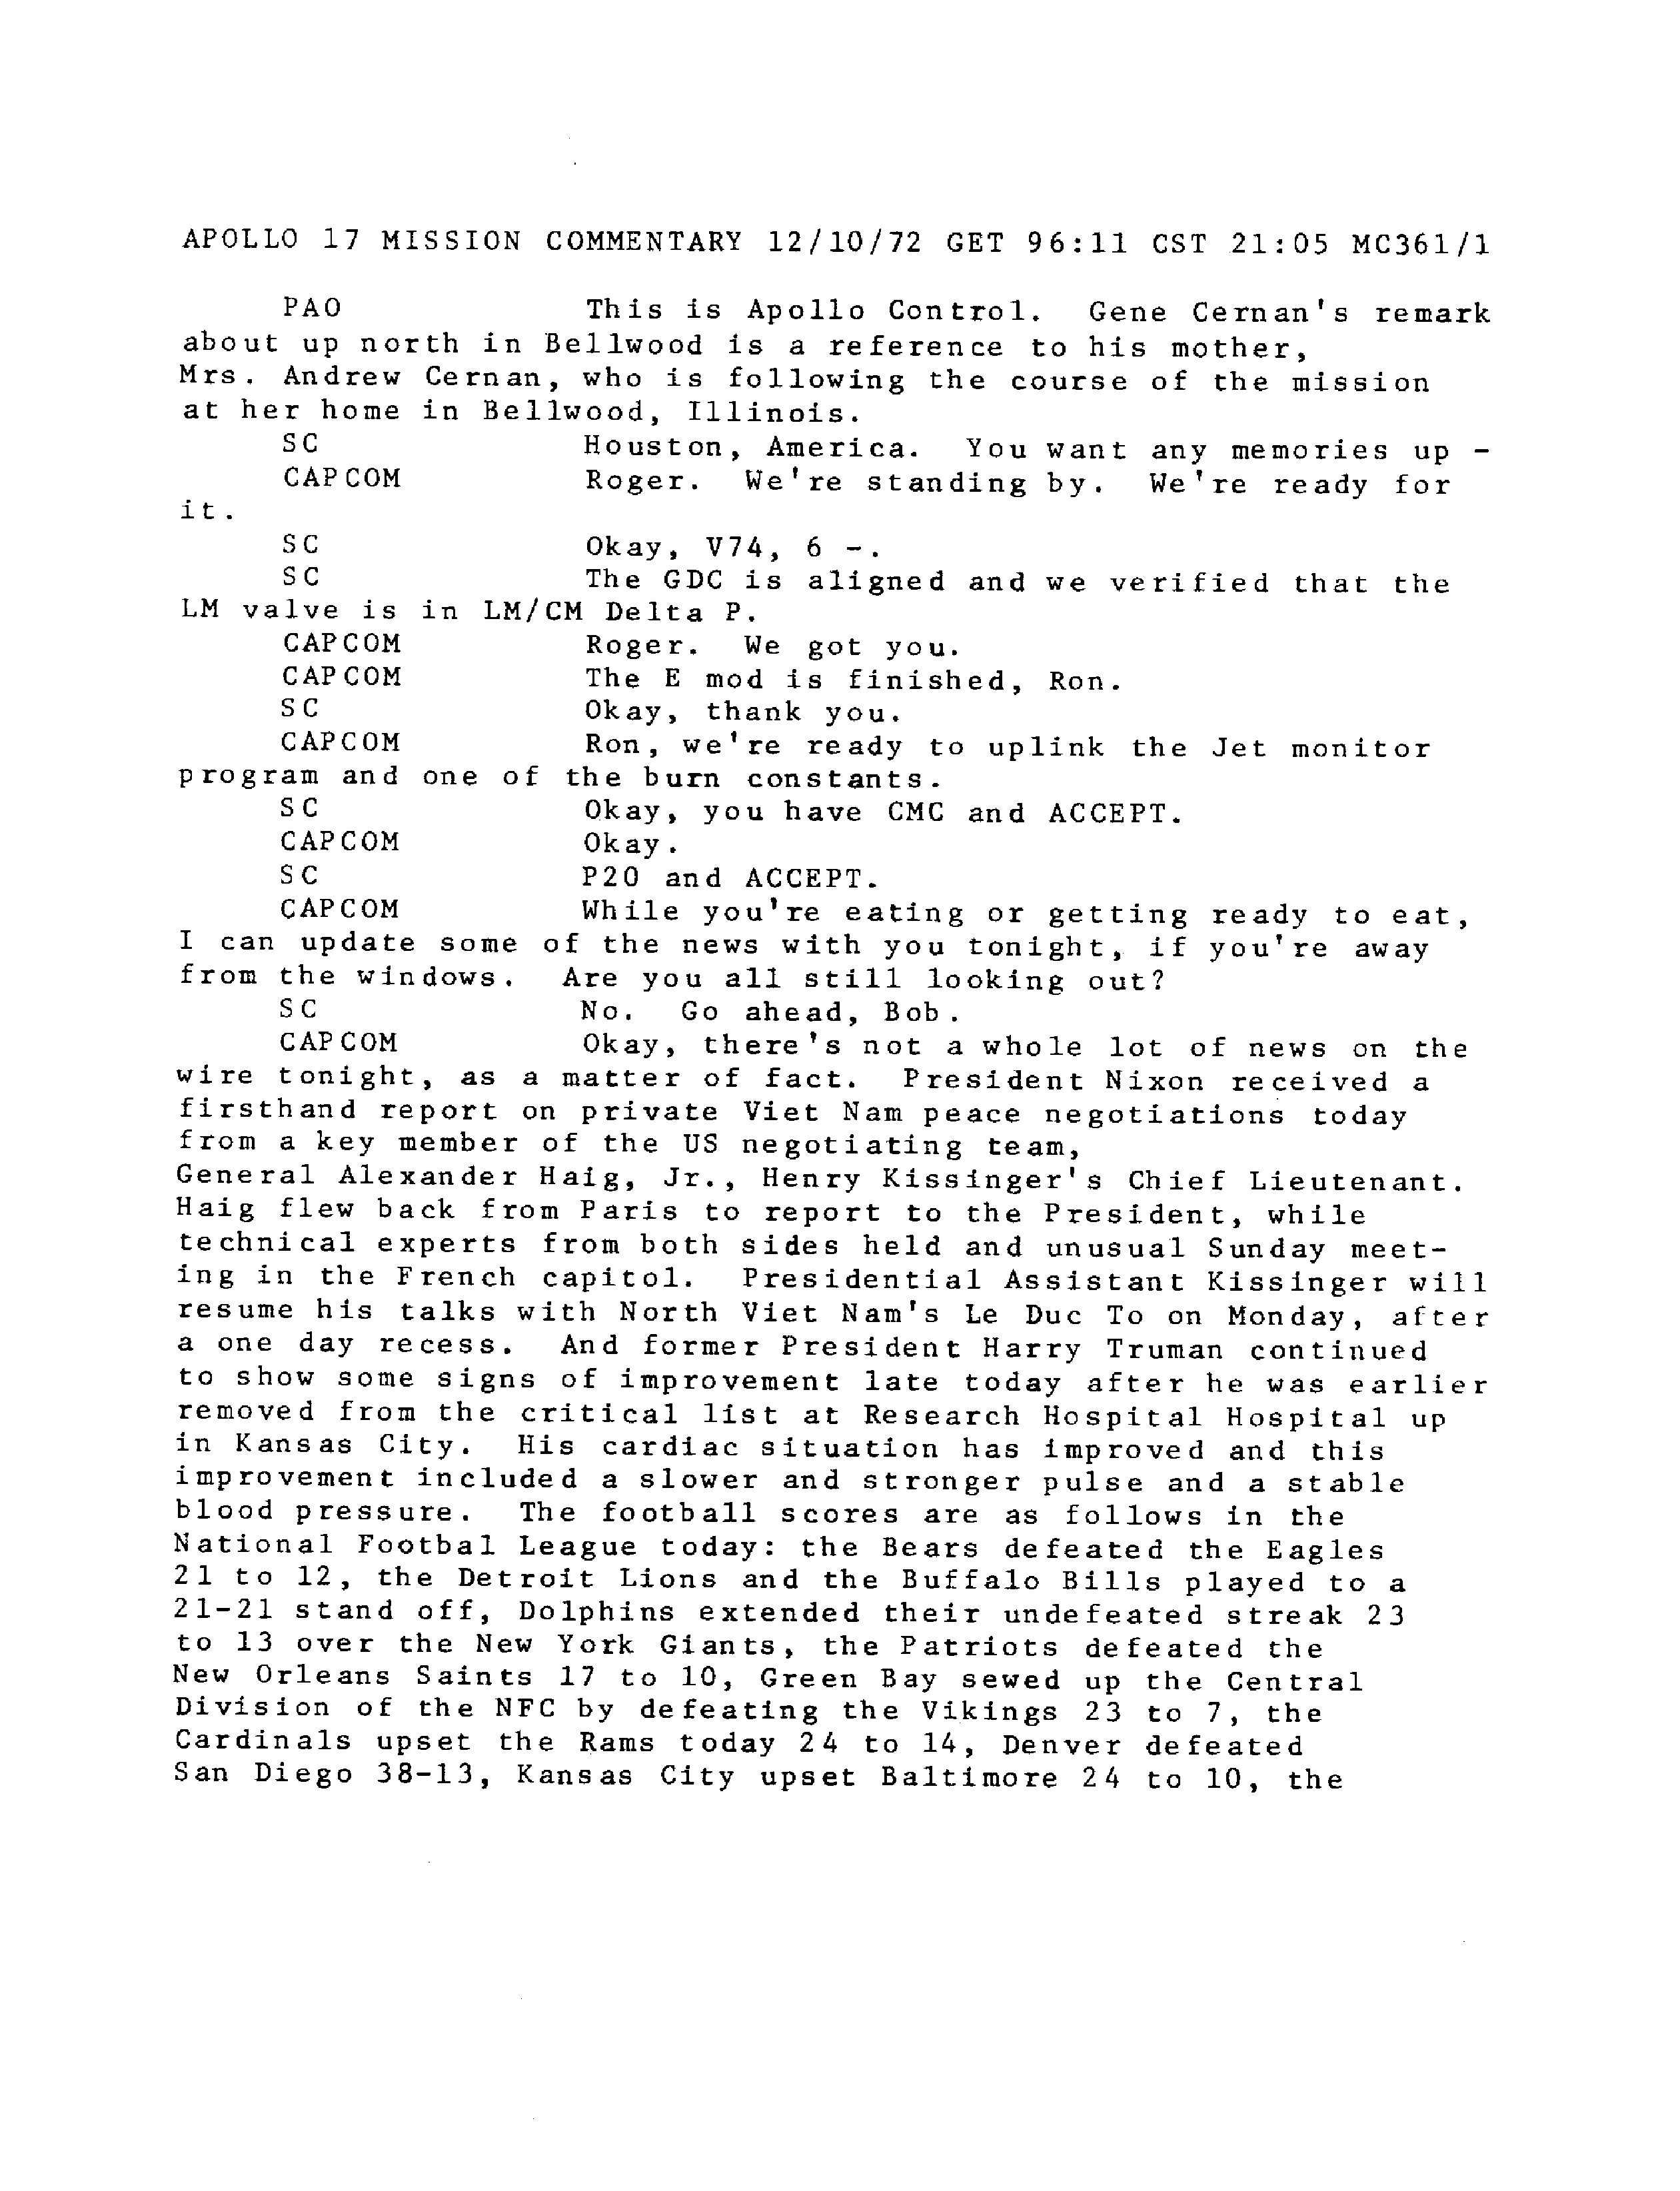 APOLLO 17 MISSION COMMENTARY 12/10/72 GET 96:11 CST 21:05 MC361/1
PAO This is Apollo Control. Gene Cernan's remark
about up north in Bellwood is a reference to his mother,
Mrs. Andrew Cernan, who is following the course of the mission
at her home in Bellwood, Illinois.
SC Houston, America. You want any memories up -
CAPCOM Roger. We're standing by. We're ready for
it.
SC Okay, V74, 6 -.
SC The GDC is aligned and we verified that the
LM valve is in LM/CM Delta P.
CAPCOM Roger. We got you.
CAPCOM The E mod is finished, Ron.
SC Okay, thank you.
CAPCOM Ron, we're ready to uplink the Jet monitor
program and one of the burn constants.
SC Okay, you have CMC and ACCEPT.
CAPCOM Okay.
SC P20 and ACCEPT.
CAPCOM While you're eating or getting ready to eat,
I can update some of the news with you tonight, if you're away
from the windows. Are you all still looking out?
SC No. Go ahead, Bob.
CAPCOM Okay, there's not a whole lot of news on the
wire tonight, as a matter of fact. President Nixon received a
firsthand report on private Viet Nam peace negotiations today
from a key member of the US negotiating team,
General Alexander Haig, Jr., Henry Kissinger's Chief Lieutenant.
Haig flew back from Paris to report to the President, while
technical experts from both sides held and unusual Sunday meet-
ing in the French capitol. Presidential Assistant Kissinger will
resume his talks with North Viet Nam's Le Duc To on Monday, after
a one day recess. And former President Harry Truman continued
to show some signs of improvement late today after he was earlier
removed from the critical list at Research Hospital Hospital up
in Kansas City. His cardiac situation has improved and this
improvement included a slower and stronger pulse and a stable
blood pressure. The football scores are as follows in the
National Footbal League today: the Bears defeated the Eagles
21 to 12, the Detroit Lions and the Buffalo Bills played to a
21-21 stand off, Dolphins extended their undefeated streak 23
to 13 over the New York Giants, the Patriots defeated the
New Orleans Saints 17 to 10, Green Bay sewed up the Central
Division of the NFC by defeating the Vikings 23 to 7, the
Cardinals upset the Rams today 24 to 14, Denver defeated
San Diego 38-13, Kansas City upset Baltimore 24 to 10, the